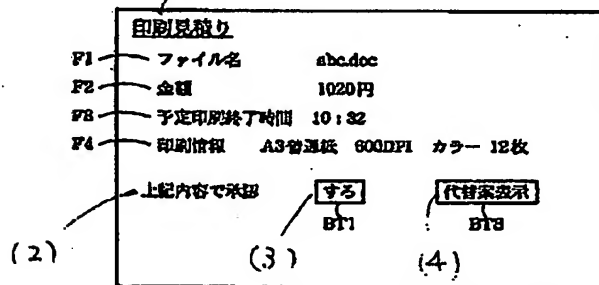 印刷見積り
F1 ファイル名 abc.doc
F2 金額 1020円
F3 予定印刷終了時間 10:32
F4 印刷情報 A3普通紙 600DPI カラー 12枚
上記内容で承認 する 代替案表示
BT1 BT3
(2) (3) (4)